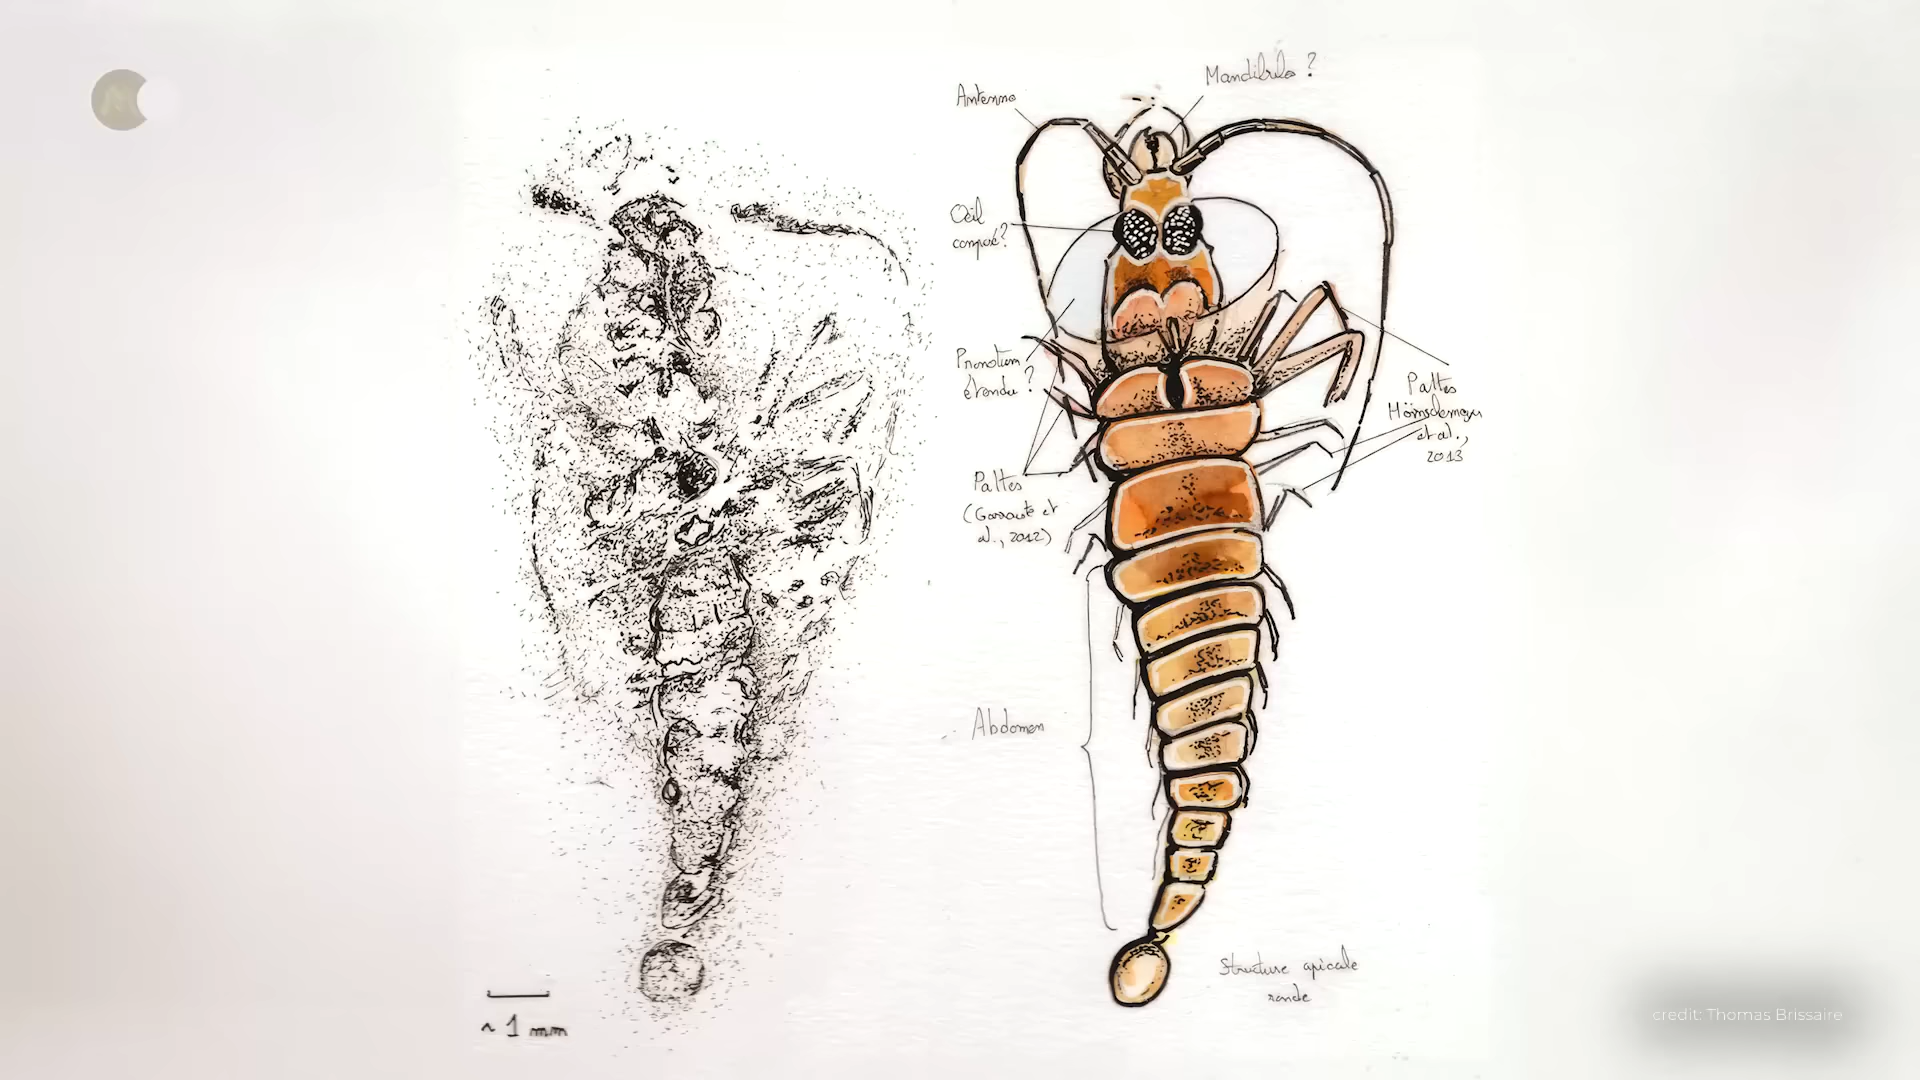 Mandibules ?
Antenne
Œil
composé ?
Pronotum
étendu ?
Pattes
Hörnschemeyer
et al.,
2013
Pattes
(Garrouste et
al., 2012)
Abdomen
Structure apicale
ronde
~ 1 mm
credit: Thomas Brissaire